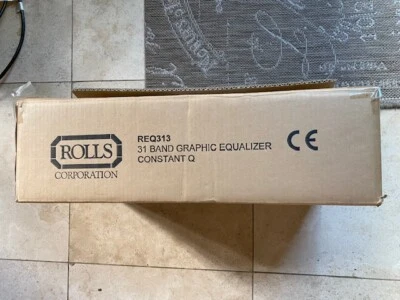 ROLLS
CORPORATION
REQ313
31 BAND GRAPHIC EQUALIZER
CONSTANT Q
CE